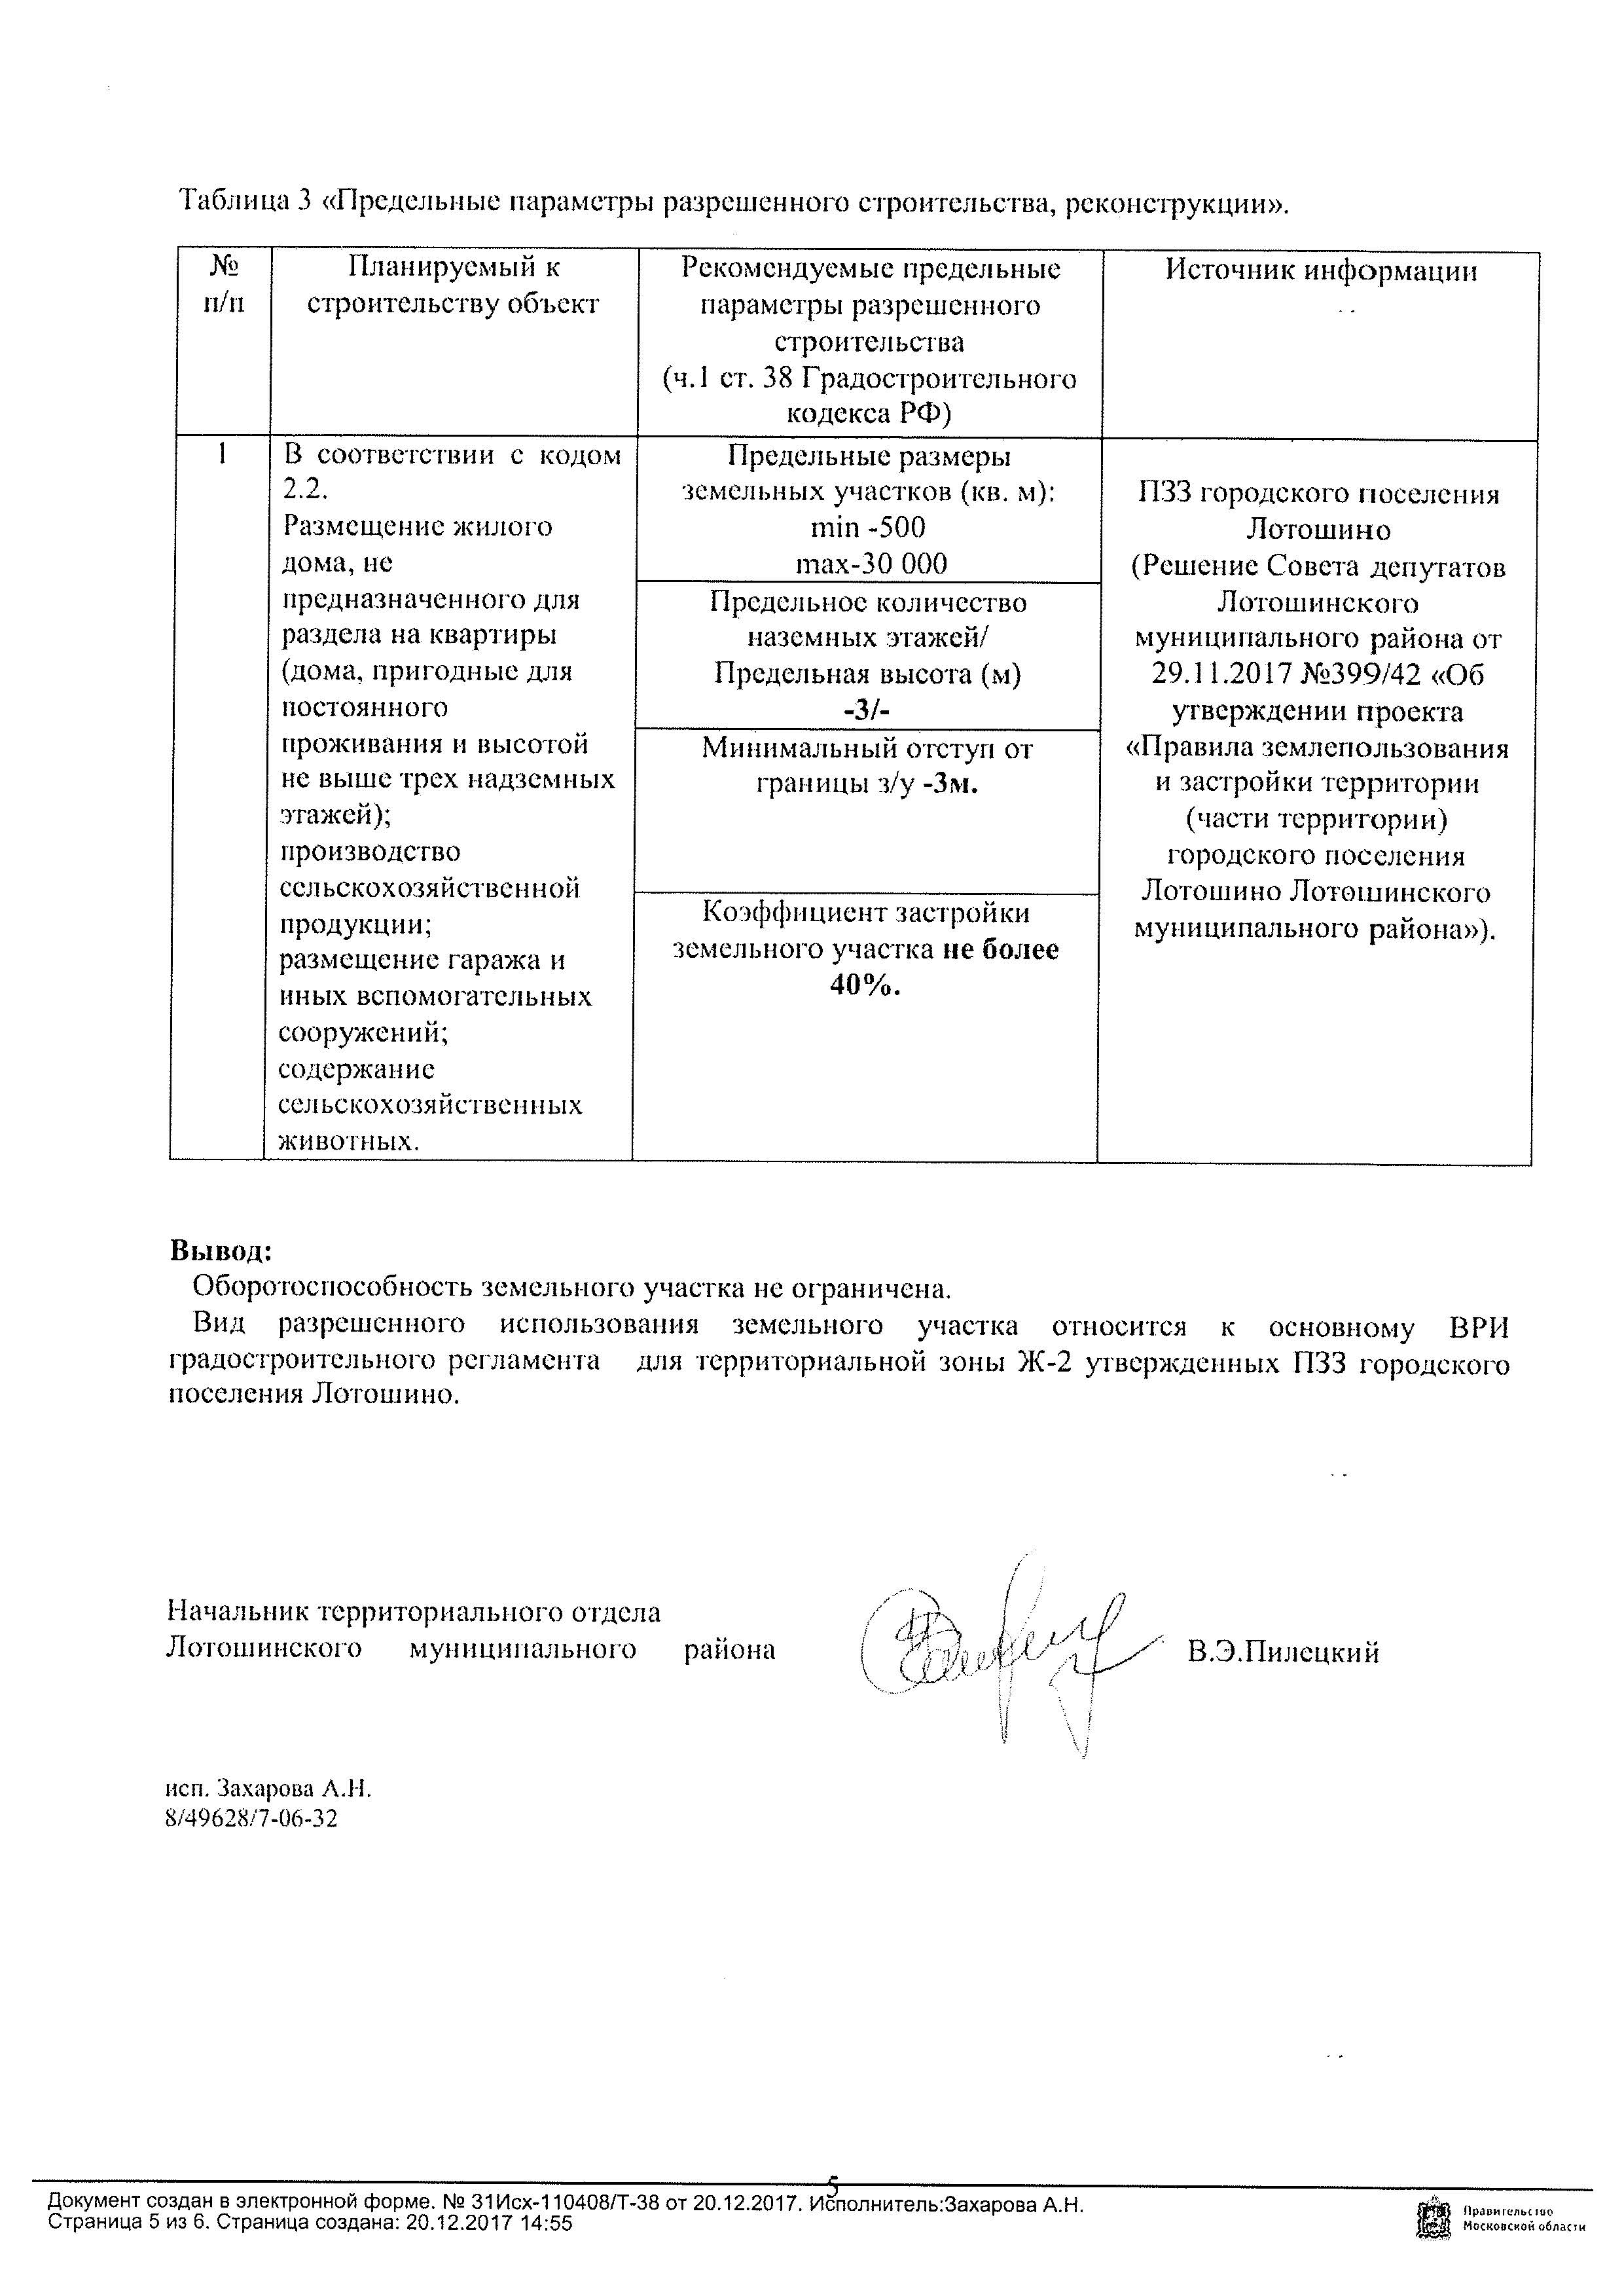 Таблица 3 «Предельные параметры разрешенного строительства, реконструкции».
№
п/п
Планируемый к
строительству объект
Рекомендуемые предельные
параметры разрешенного
строительства
(ч.1 ст. 38 Градостроительного
кодекса РФ)
Источник информации
1
В соответствии с кодом
2.2.
Размещение жилого
дома, не
предназначенного для
раздела на квартиры
(дома, пригодные для
постоянного
проживания и высотой
не выше трех надземных
этажей);
производство
сельскохозяйственной
продукции;
размещение гаража и
иных вспомогательных
сооружений;
содержание
сельскохозяйственных
животных.
Предельные размеры
земельных участков (кв. м):
min -500
max-30 000
Предельное количество
наземных этажей/
Предельная высота (м)
-3/-
Минимальный отступ от
границы з/у -3м.
Коэффициент застройки
земельного участка не более
40%.
ПЗЗ городского поселения
Лотошино
(Решение Совета депутатов
Лотошинского
муниципального района от
29.11.2017 №399/42 «Об
утверждении проекта
«Правила землепользования
и застройки территории
(части территории)
городского поселения
Лотошино Лотошинского
муниципального района»).
Вывод:
Оборотоспособность земельного участка не ограничена.
Вид разрешенного использования земельного участка относится к основному ВРИ
градостроительного регламента для территориальной зоны Ж-2 утвержденных ПЗЗ городского
поселения Лотошино.
Начальник территориального отдела
Лотошинского муниципального района
В.Э.Пилецкий
исп. Захарова А.Н.
8/49628/7-06-32
5
Документ создан в электронной форме. № 31Исх-110408/Т-38 от 20.12.2017. Исполнитель:Захарова А.Н.
Страница 5 из 6. Страница создана: 20.12.2017 14:55
Правительство
Московской области